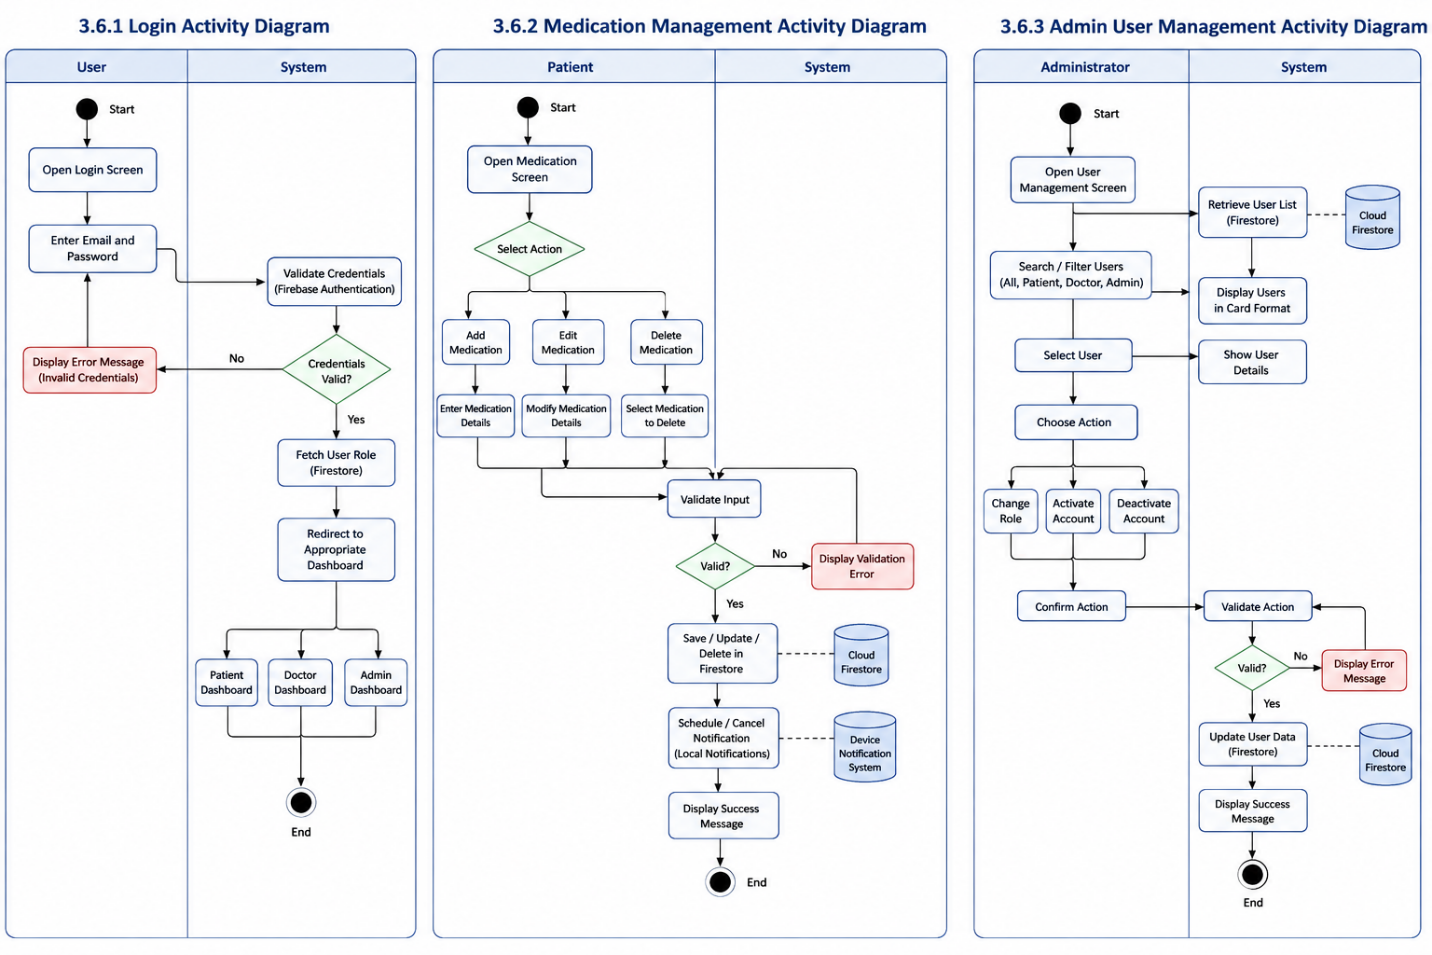 3.6.1 Login Activity Diagram
User
System
Start
Open Login Screen
Enter Email and
Password
Validate Credentials
(Firebase Authentication)
Credentials
Valid?
No
Display Error Message
(Invalid Credentials)
Yes
Fetch User Role
(Firestore)
Redirect to
Appropriate
Dashboard
Patient
Dashboard
Doctor
Dashboard
Admin
Dashboard
End
3.6.2 Medication Management Activity Diagram
Patient
System
Start
Open Medication
Screen
Select Action
Add
Medication
Edit
Medication
Delete
Medication
Enter Medication
Details
Modify Medication
Details
Select Medication
to Delete
Validate Input
Valid?
No
Display Validation
Error
Yes
Save / Update /
Delete in
Firestore
Cloud
Firestore
Schedule / Cancel
Notification
(Local Notifications)
Device
Notification
System
Display Success
Message
End
3.6.3 Admin User Management Activity Diagram
Administrator
System
Start
Open User
Management Screen
Retrieve User List
(Firestore)
Cloud
Firestore
Search / Filter Users
(All, Patient, Doctor, Admin)
Display Users
in Card Format
Select User
Show User
Details
Choose Action
Change
Role
Activate
Account
Deactivate
Account
Confirm Action
Validate Action
Valid?
No
Display Error
Message
Yes
Update User Data
(Firestore)
Cloud
Firestore
Display Success
Message
End